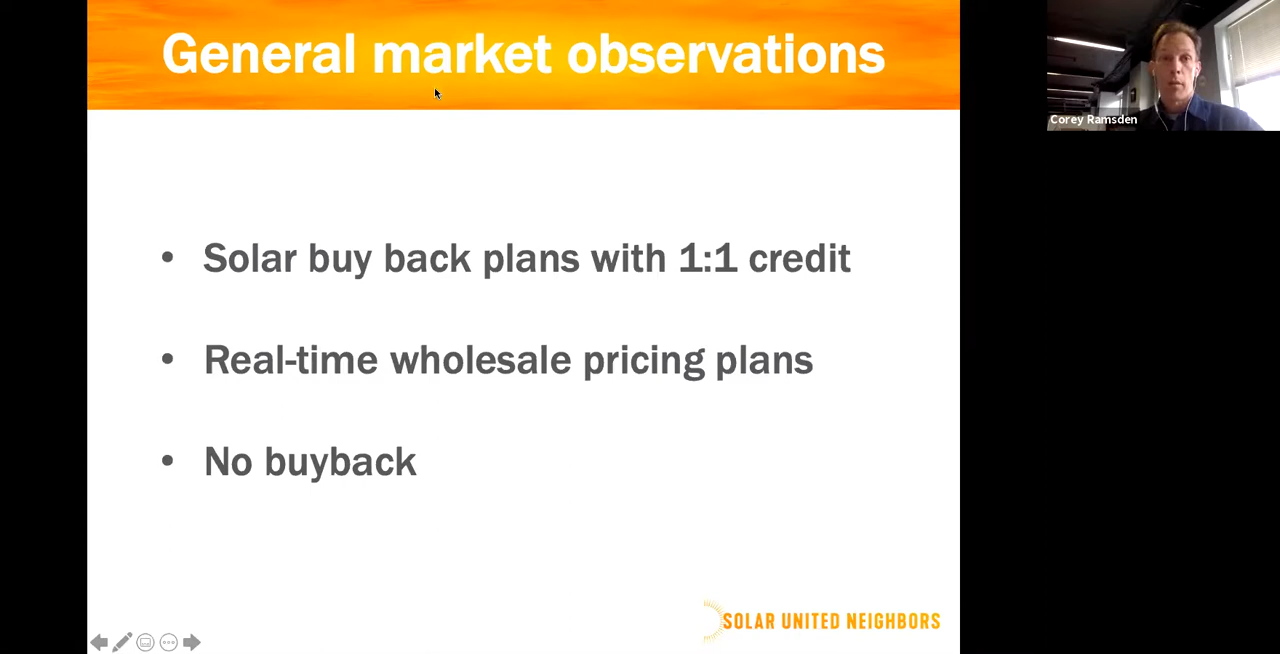 General market observations
Corey Ramsden
• Solar buy back plans with 1:1 credit
• Real-time wholesale pricing plans
• No buyback
SOLAR UNITED NEIGHBORS